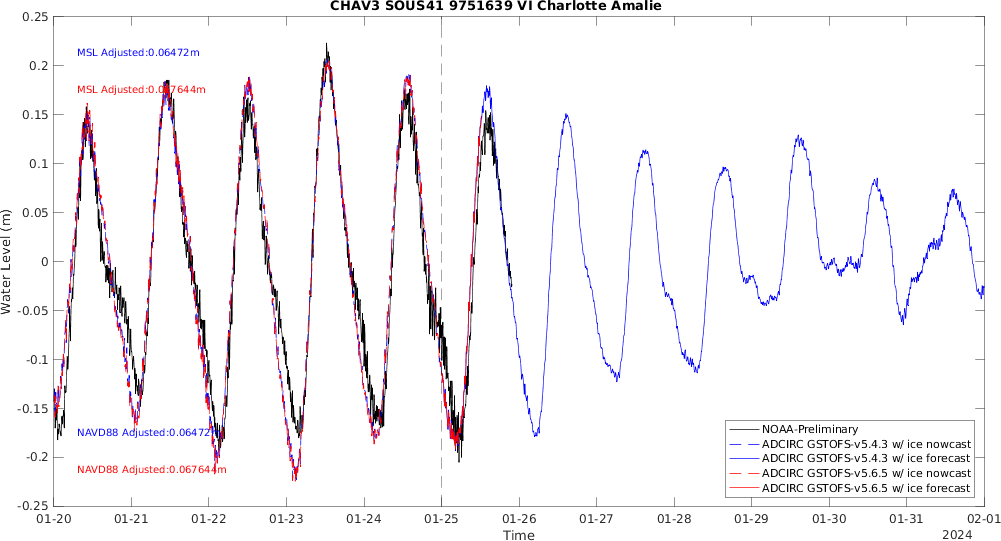 CHAV3 SOUS41 9751639 VI Charlotte Amalie
0.25
0.2
0.15
0.1
0.05
0
-0.05
-0.1
-0.15
-0.2
-0.25
Water Level (m)
MSL Adjusted:0.06472m
MSL Adjusted:0.067644m
NAVD88 Adjusted:0.06472m
NAVD88 Adjusted:0.067644m
NOAA-Preliminary
ADCIRC GSTOFS-v5.4.3 w/ ice nowcast
ADCIRC GSTOFS-v5.4.3 w/ ice forecast
ADCIRC GSTOFS-v5.6.5 w/ ice nowcast
ADCIRC GSTOFS-v5.6.5 w/ ice forecast
01-20 01-21 01-22 01-23 01-24 01-25 01-26 01-27 01-28 01-29 01-30 01-31 02-01
Time
2024